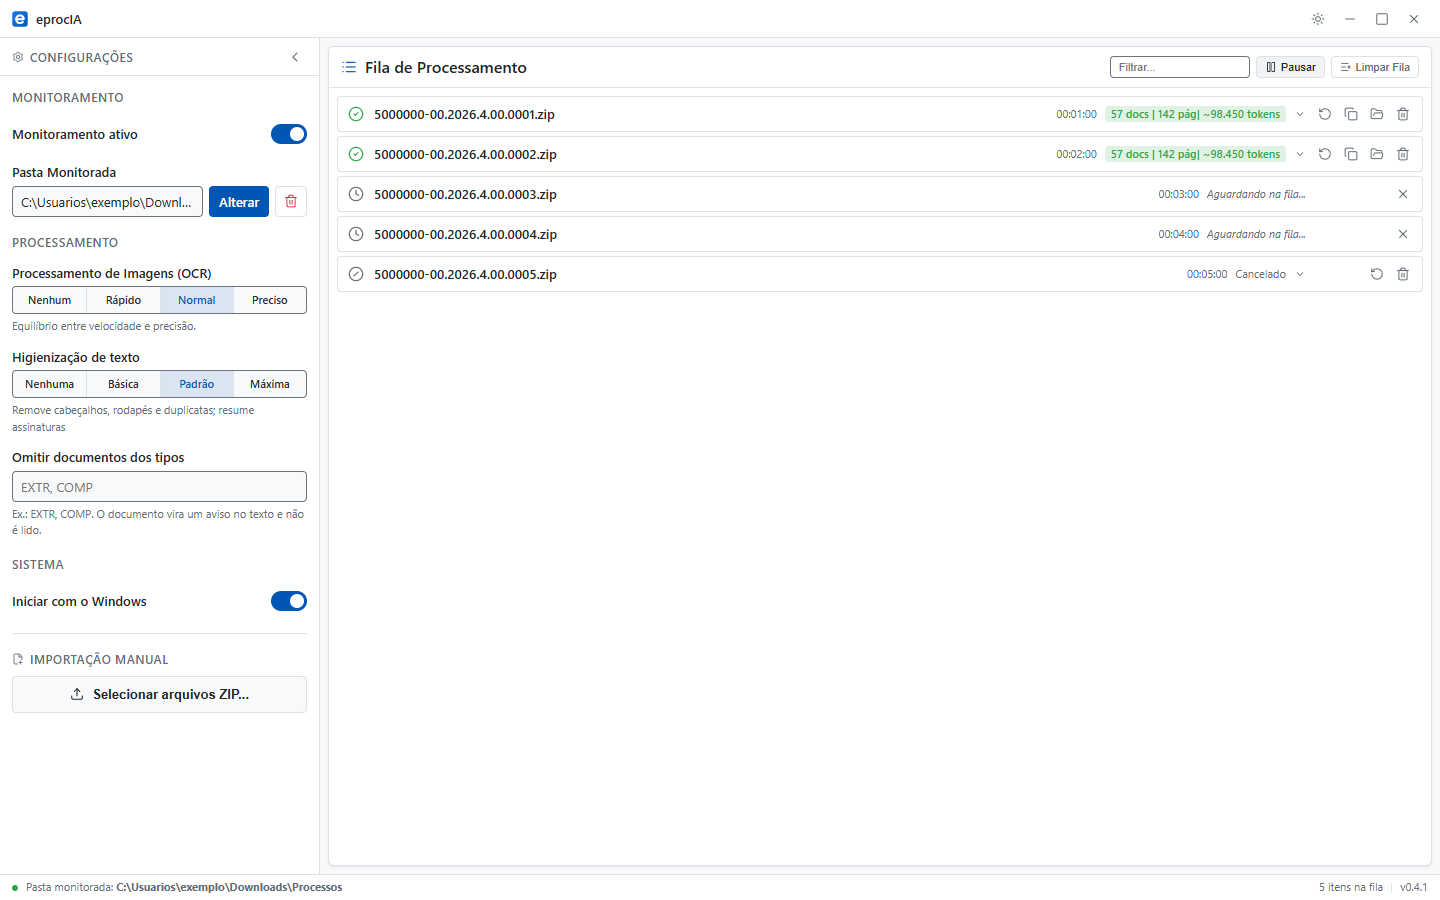 eprocIA
CONFIGURAÇÕES
MONITORAMENTO
Monitoramento ativo
Pasta Monitorada
C:\Usuarios\exemplo\Downl...
Alterar
PROCESSAMENTO
Processamento de Imagens (OCR)
Nenhum Rápido Normal Preciso
Equilíbrio entre velocidade e precisão.
Higienização de texto
Nenhuma Básica Padrão Máxima
Remove cabeçalhos, rodapés e duplicatas; resume
assinaturas
Omitir documentos dos tipos
EXTR, COMP
Ex.: EXTR, COMP. O documento vira um aviso no texto e não
é lido.
SISTEMA
Iniciar com o Windows
IMPORTAÇÃO MANUAL
Selecionar arquivos ZIP...
Fila de Processamento
Filtrar...
Pausar
Limpar Fila
5000000-00.2026.4.00.0001.zip 00:01:00 57 docs | 142 pág| ~98.450 tokens
5000000-00.2026.4.00.0002.zip 00:02:00 57 docs | 142 pág| ~98.450 tokens
5000000-00.2026.4.00.0003.zip 00:03:00 Aguardando na fila...
5000000-00.2026.4.00.0004.zip 00:04:00 Aguardando na fila...
5000000-00.2026.4.00.0005.zip 00:05:00 Cancelado
Pasta monitorada: C:\Usuarios\exemplo\Downloads\Processos
5 itens na fila | v0.4.1